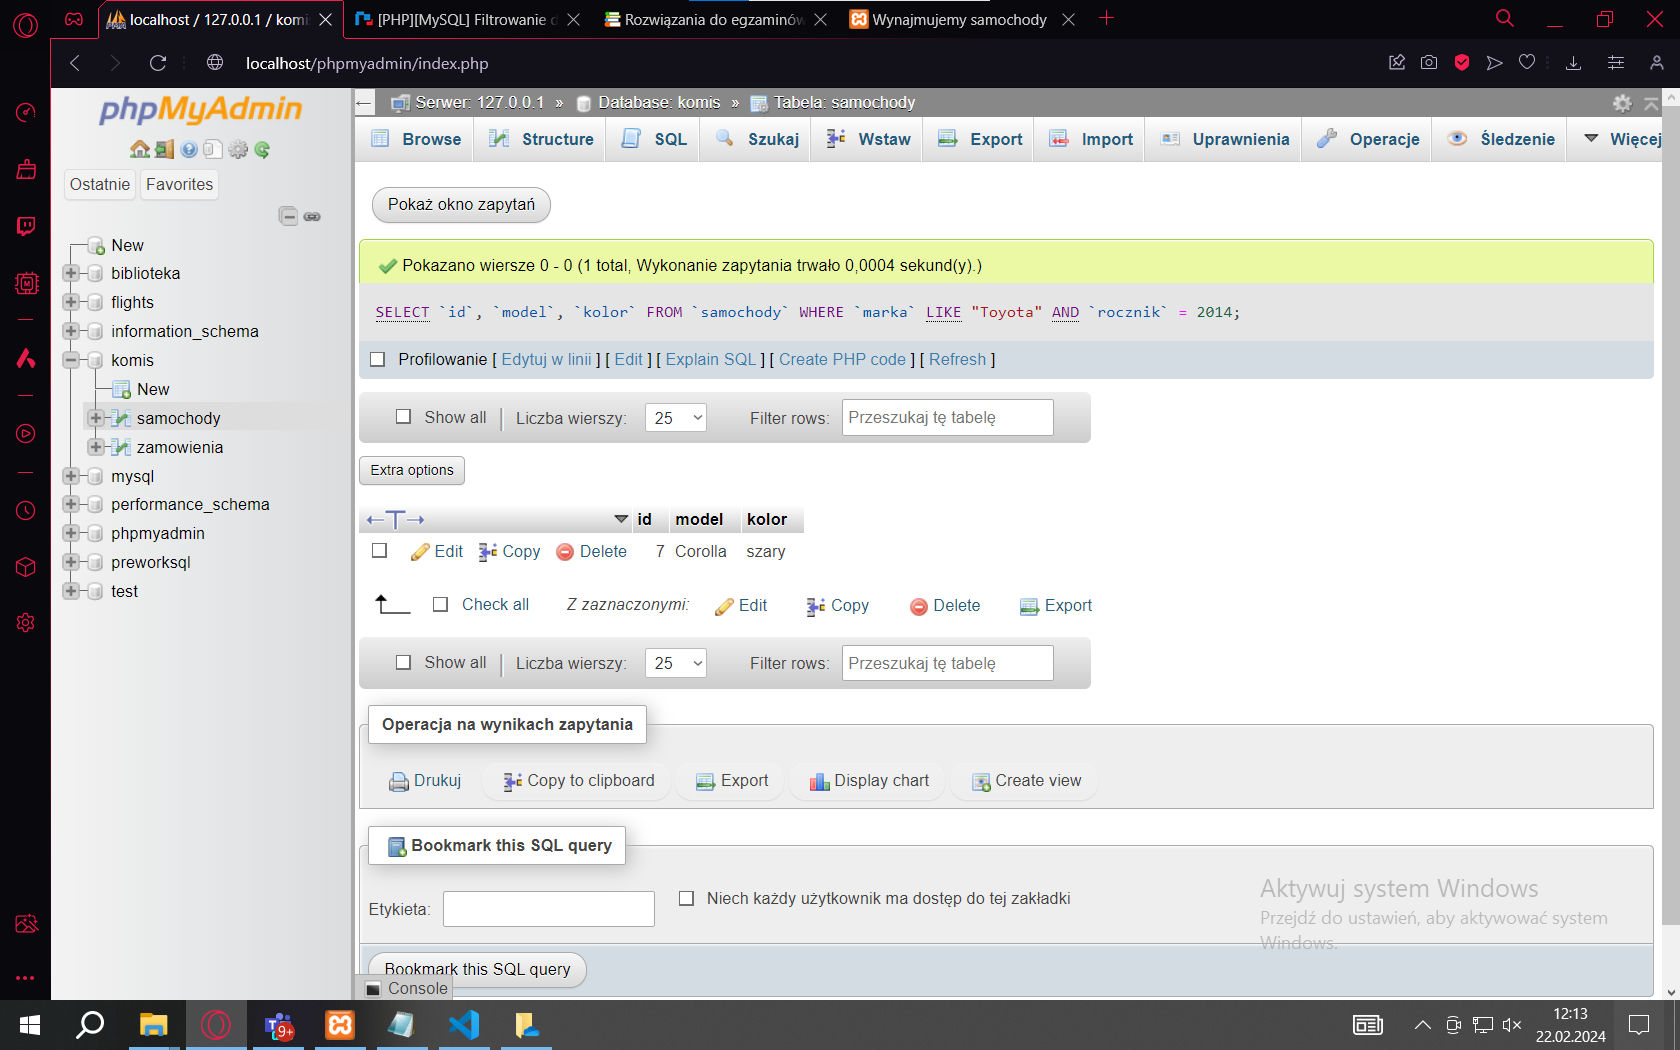 localhost / 127.0.0.1 / komi
[PHP][MySQL] Filtrowanie d
Rozwiązania do egzaminów
Wynajmujemy samochody
localhost/phpmyadmin/index.php
phpMyAdmin
Ostatnie
Favorites
New
biblioteka
flights
information_schema
komis
New
samochody
zamowienia
mysql
performance_schema
phpmyadmin
preworksql
test
Serwer: 127.0.0.1 » Database: komis » Tabela: samochody
Browse
Structure
SQL
Szukaj
Wstaw
Export
Import
Uprawnienia
Operacje
Śledzenie
Więcej
Pokaż okno zapytań
Pokazano wiersze 0 - 0 (1 total, Wykonanie zapytania trwało 0,0004 sekund(y).)
SELECT `id`, `model`, `kolor` FROM `samochody` WHERE `marka` LIKE "Toyota" AND `rocznik` = 2014;
Profilowanie [ Edytuj w linii ] [ Edit ] [ Explain SQL ] [ Create PHP code ] [ Refresh ]
Show all | Liczba wierszy: 25 Filter rows: Przeszukaj tę tabelę
Extra options
id model kolor
Edit Copy Delete 7 Corolla szary
Check all Z zaznaczonymi: Edit Copy Delete Export
Show all | Liczba wierszy: 25 Filter rows: Przeszukaj tę tabelę
Operacja na wynikach zapytania
Drukuj Copy to clipboard Export Display chart Create view
Bookmark this SQL query
Etykieta: Niech każdy użytkownik ma dostęp do tej zakładki
Bookmark this SQL query
Console
Aktywuj system Windows
Przejdź do ustawień, aby aktywować system
Windows.
9+
12:13
22.02.2024